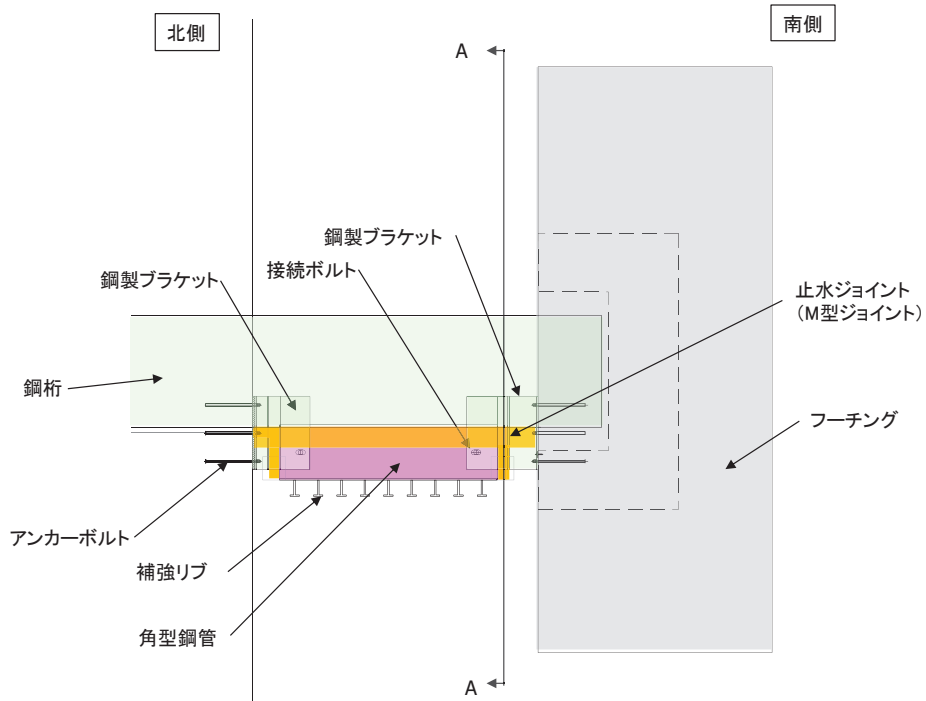 北側
南側
A
鋼製ブラケット
接続ボルト
鋼製ブラケット
止水ジョイント
（M型ジョイント）
鋼桁
フーチング
アンカーボルト
補強リブ
角型鋼管
A